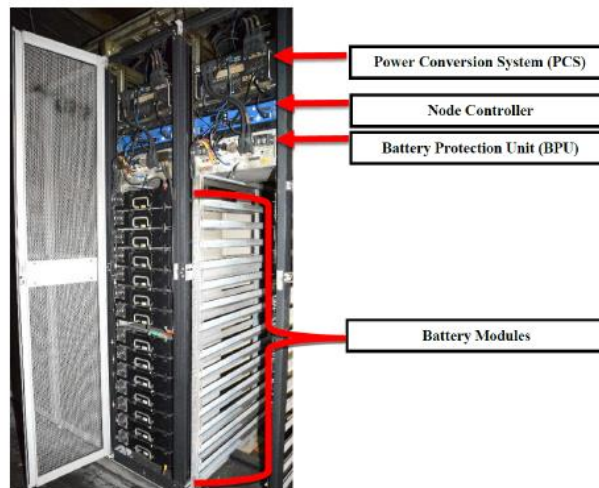 Power Conversion System (PCS)
Node Controller
Battery Protection Unit (BPU)
Battery Modules